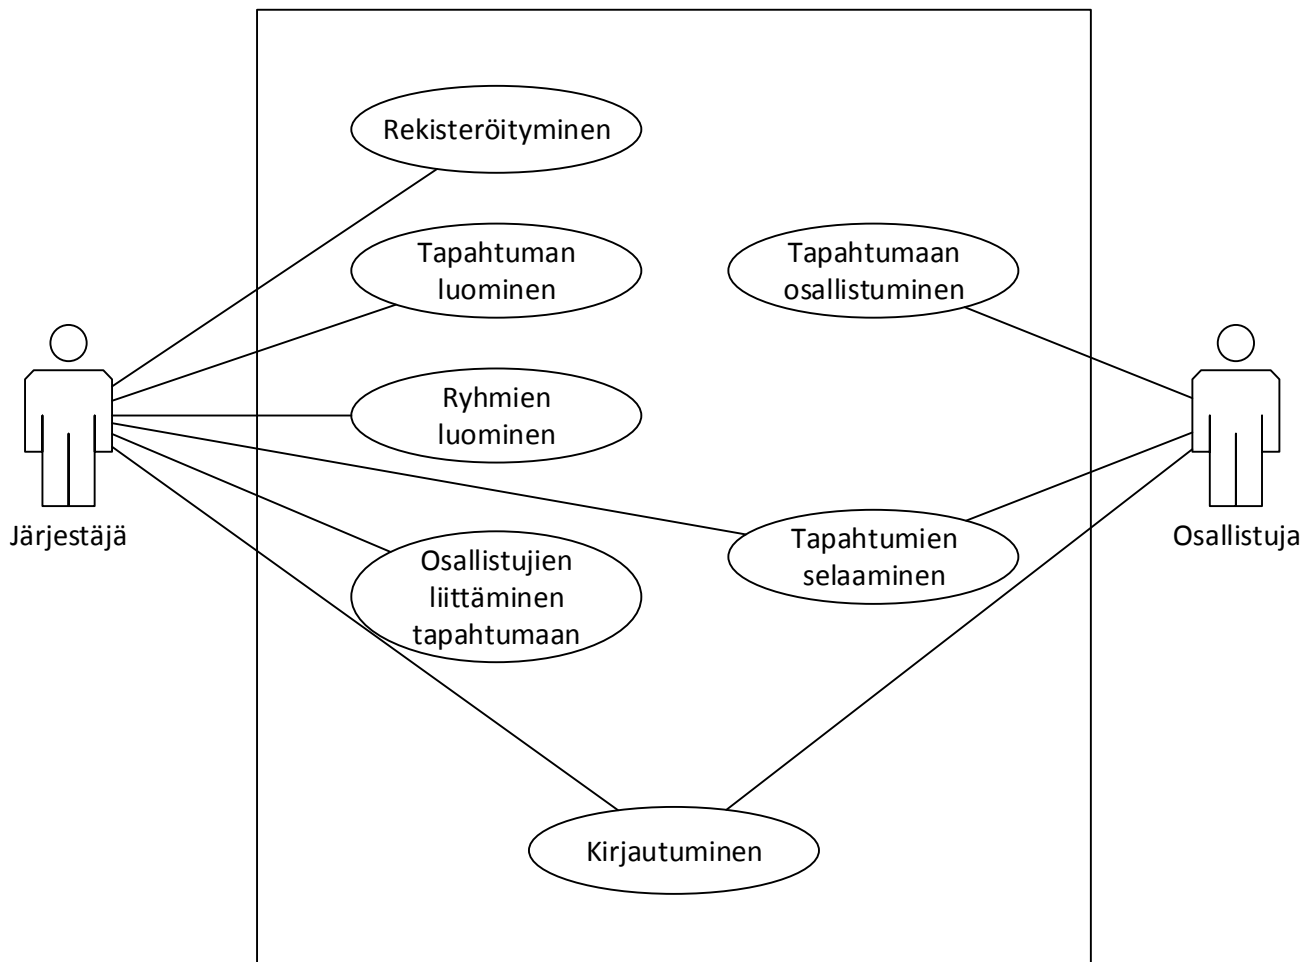 Rekisteröityminen
Tapahtuman
luominen
Tapahtumaan
osallistuminen
Ryhmien
luominen
Järjestäjä
Osallistuja
Osallistujien
liittäminen
tapahtumaan
Tapahtumien
selaaminen
Kirjautuminen